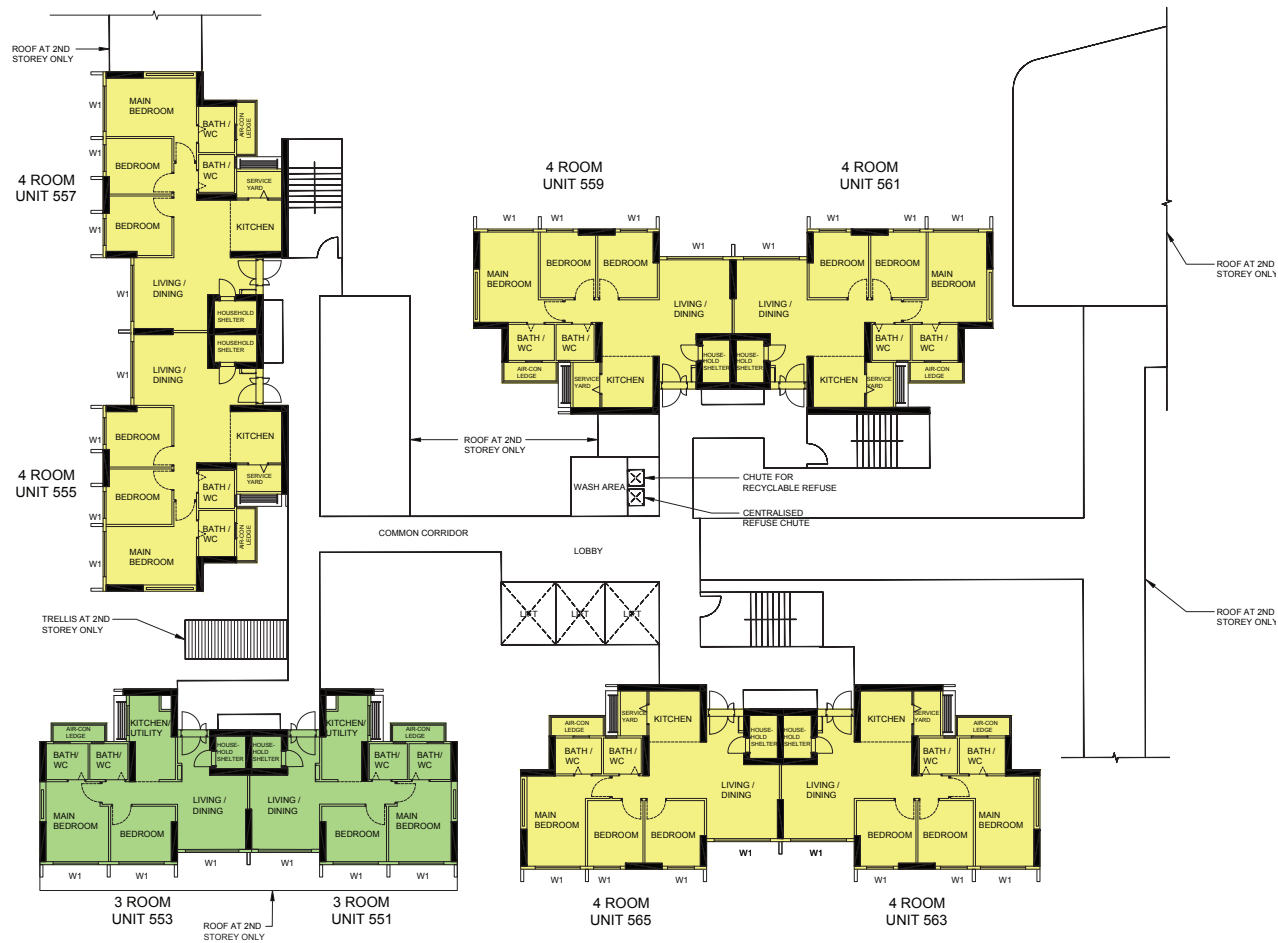 ROOF AT 2ND
STOREY ONLY
4 ROOM
UNIT 557
W1
W1
W1
W1
MAIN
BEDROOM
BATH /
WC
AIR-CON
LEDGE
BEDROOM
BATH /
WC
SERVICE
YARD
BEDROOM
KITCHEN
LIVING /
DINING
HOUSEHOLD
SHELTER
4 ROOM
UNIT 555
W1
W1
W1
W1
HOUSEHOLD
SHELTER
LIVING /
DINING
BEDROOM
KITCHEN
BEDROOM
BATH /
WC
SERVICE
YARD
MAIN
BEDROOM
BATH /
WC
AIR-CON
LEDGE
4 ROOM
UNIT 559
W1
W1
W1
W1
MAIN
BEDROOM
BEDROOM
BEDROOM
LIVING /
DINING
BATH /
WC
BATH /
WC
AIR-CON
LEDGE
SERVICE
YARD
KITCHEN
HOUSE-
HOLD
SHELTER
4 ROOM
UNIT 561
W1
W1
W1
W1
BEDROOM
BEDROOM
MAIN
BEDROOM
LIVING /
DINING
HOUSE-
HOLD
SHELTER
BATH /
WC
BATH /
WC
KITCHEN
SERVICE
YARD
AIR-CON
LEDGE
ROOF AT 2ND
STOREY ONLY
ROOF AT 2ND
STOREY ONLY
WASH AREA
CHUTE FOR
RECYCLABLE REFUSE
CENTRALISED
REFUSE CHUTE
COMMON CORRIDOR
LOBBY
LIFT
LIFT
LIFT
ROOF AT 2ND
STOREY ONLY
TRELLIS AT 2ND
STOREY ONLY
KITCHEN/
UTILITY
AIR-CON
LEDGE
BATH/
WC
BATH/
WC
HOUSE-
HOLD
SHELTER
MAIN
BEDROOM
BEDROOM
LIVING /
DINING
W1
W1
W1
3 ROOM
UNIT 553
KITCHEN/
UTILITY
AIR-CON
LEDGE
HOUSE-
HOLD
SHELTER
BATH/
WC
BATH/
WC
LIVING /
DINING
BEDROOM
MAIN
BEDROOM
W1
W1
W1
3 ROOM
UNIT 551
ROOF AT 2ND
STOREY ONLY
AIR-CON
LEDGE
SERVICE
YARD
KITCHEN
BATH /
WC
BATH /
WC
HOUSE-
HOLD
SHELTER
LIVING /
DINING
MAIN
BEDROOM
BEDROOM
BEDROOM
W1
W1
W1
W1
4 ROOM
UNIT 565
KITCHEN
SERVICE
YARD
AIR-CON
LEDGE
HOUSE-
HOLD
SHELTER
BATH /
WC
BATH /
WC
LIVING /
DINING
BEDROOM
BEDROOM
MAIN
BEDROOM
W1
W1
W1
W1
4 ROOM
UNIT 563